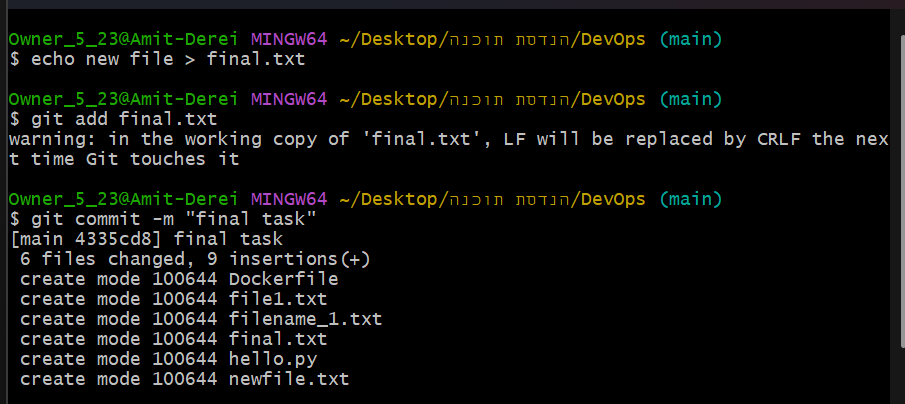 Owner_5_23@Amit-Derei MINGW64 ~/Desktop/הנדסת תוכנה/DevOps (main)
$ echo new file > final.txt
Owner_5_23@Amit-Derei MINGW64 ~/Desktop/הנדסת תוכנה/DevOps (main)
$ git add final.txt
warning: in the working copy of 'final.txt', LF will be replaced by CRLF the nex
t time Git touches it
Owner_5_23@Amit-Derei MINGW64 ~/Desktop/הנדסת תוכנה/DevOps (main)
$ git commit -m "final task"
[main 4335cd8] final task
 6 files changed, 9 insertions(+)
 create mode 100644 Dockerfile
 create mode 100644 file1.txt
 create mode 100644 filename_1.txt
 create mode 100644 final.txt
 create mode 100644 hello.py
 create mode 100644 newfile.txt